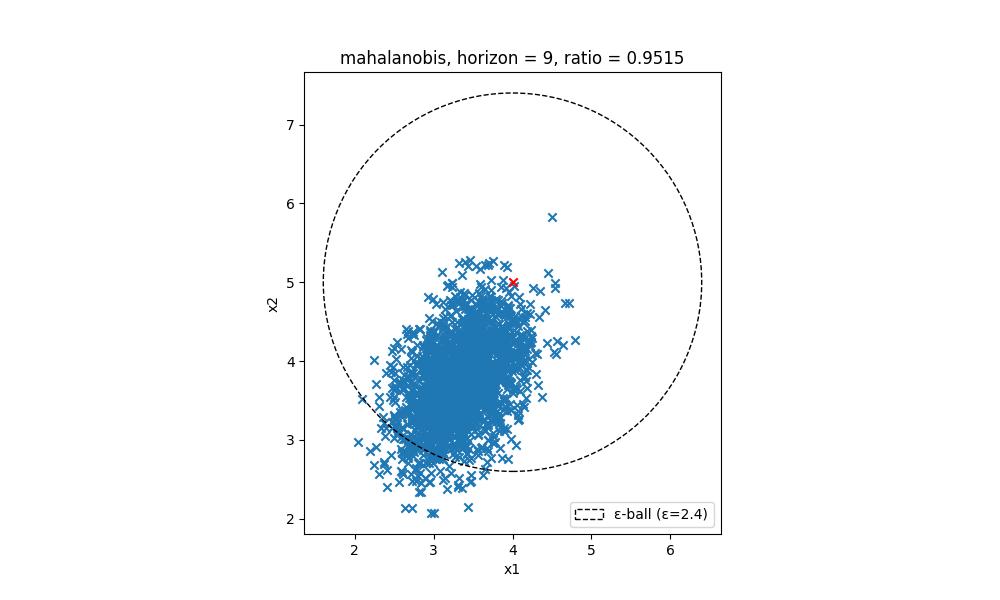 mahalanobis, horizon = 9, ratio = 0.9515
x2
7
6
5
4
3
2
ε-ball (ε=2.4)
2 3 4 5 6
x1